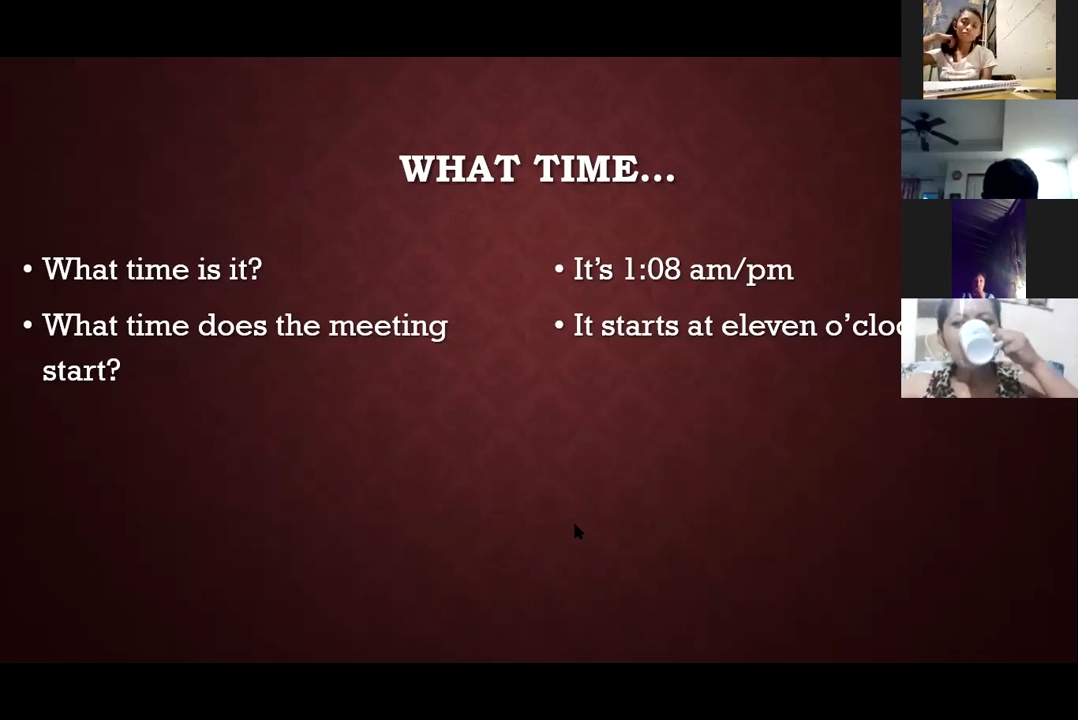 WHAT TIME...
• What time is it?
• What time does the meeting
start?
• It’s 1:08 am/pm
• It starts at eleven